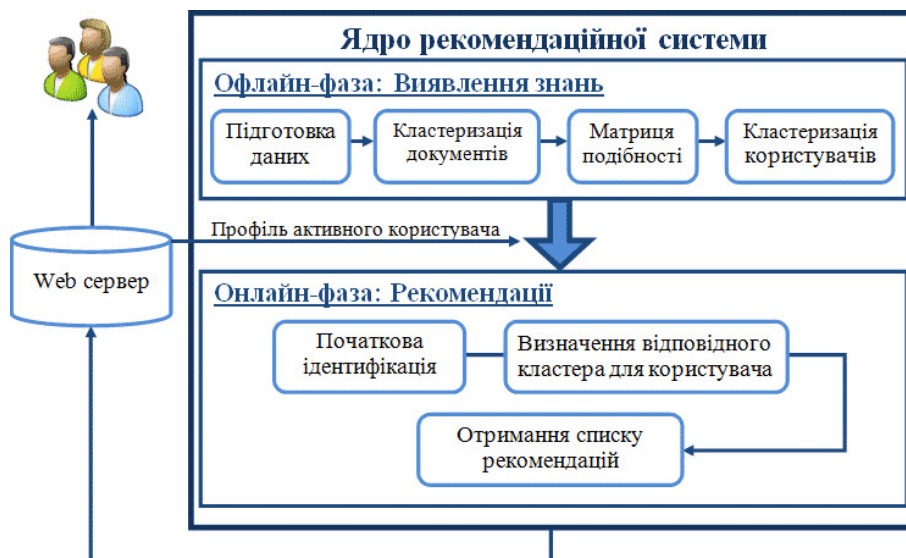 Ядро рекомендаційної системи
Офлайн-фаза: Виявлення знань
Підготовка
даних
Кластеризація
документів
Матриця
подібності
Кластеризація
користувачів
Профіль активного користувача
Web сервер
Онлайн-фаза: Рекомендації
Початкова
ідентифікація
Визначення відповідного
кластера для користувача
Отримання списку
рекомендацій